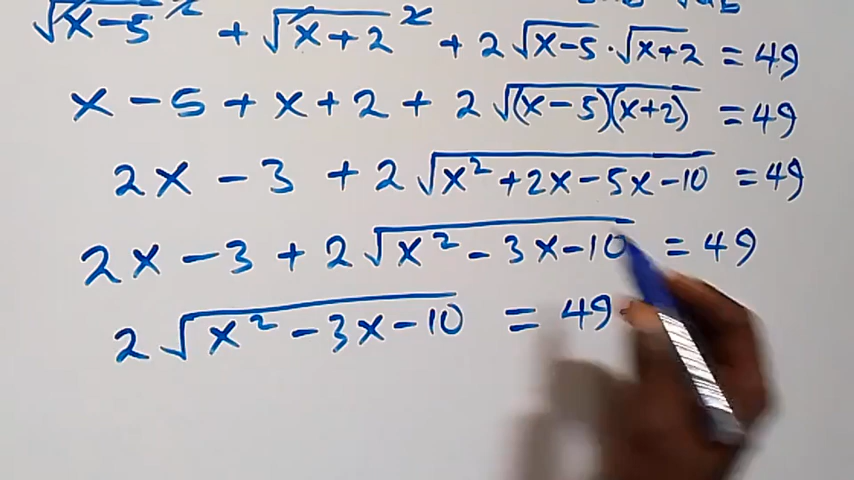 √x-5² + √x+2² + 2√x-5·√x+2 = 49
x - 5 + x + 2 + 2√(x-5)(x+2) = 49
2x - 3 + 2√x² + 2x - 5x - 10 = 49
2x - 3 + 2√x² - 3x - 10 = 49
2√x² - 3x - 10 = 49